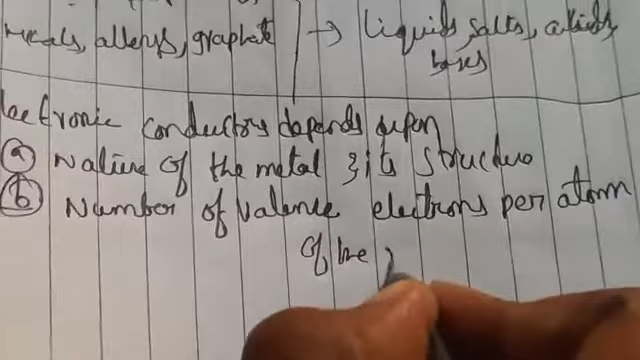 metals, alloys, graphite → liquids, salts, acids,
bases
lectronic conductors depends upon
(a) Nature of the metal & its structure
(b) Number of valence electrons per atom
of the